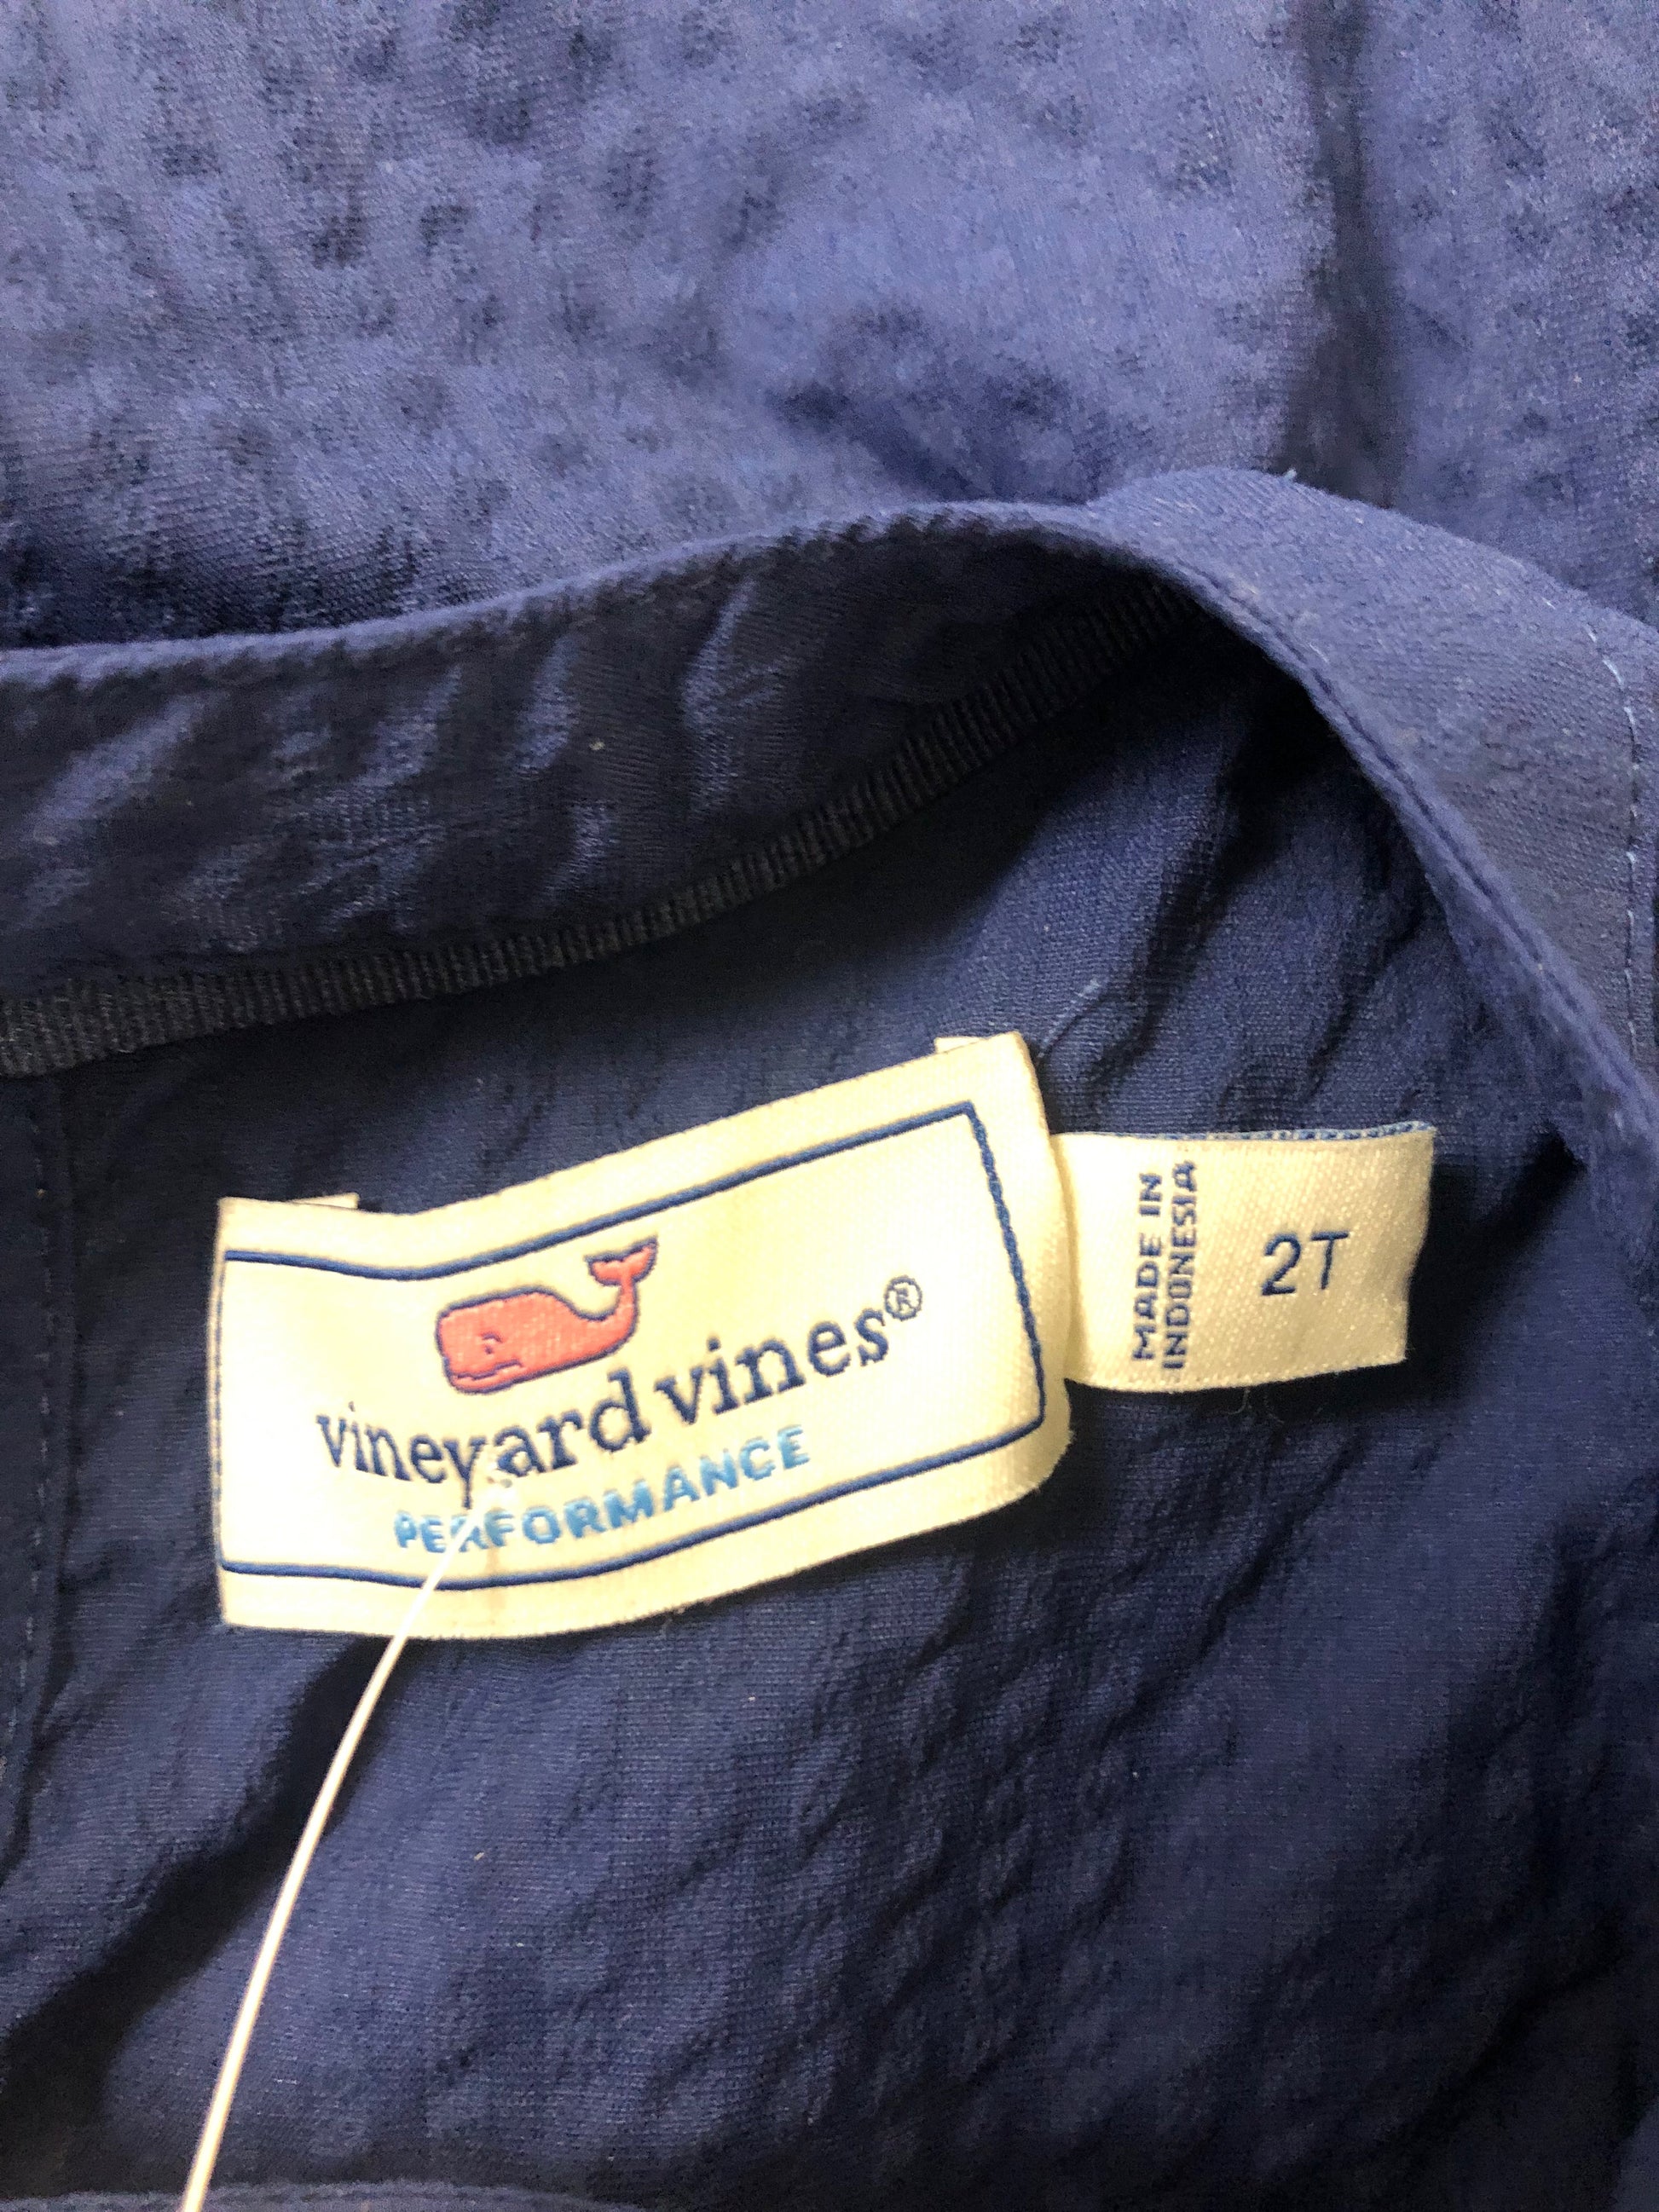 vineyard vines®
PERFORMANCE
MADE IN
INDONESIA
2T